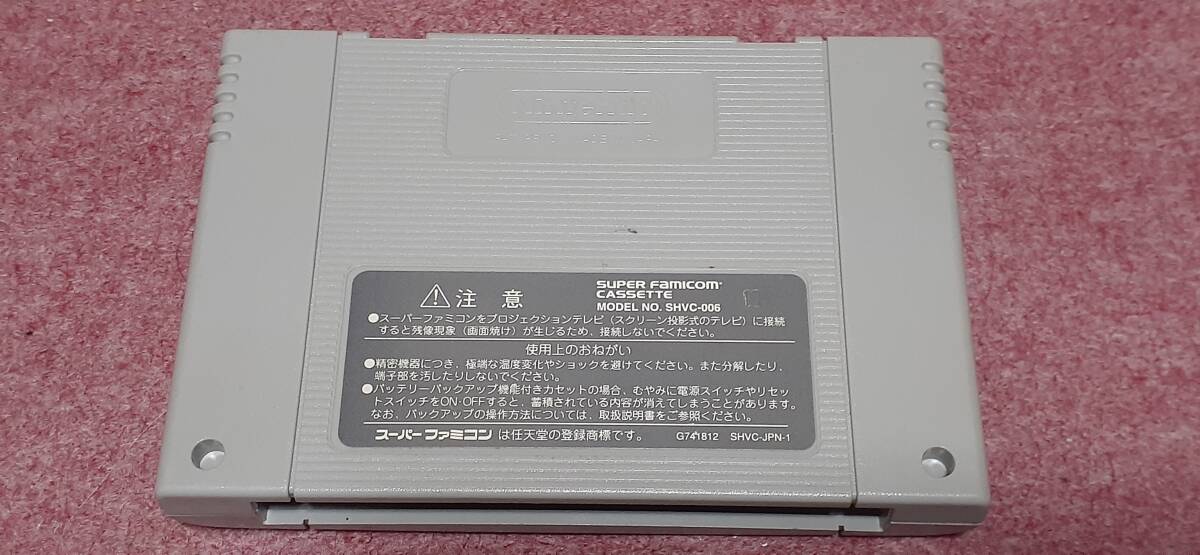 Nintendo
注意
SUPER FAMICOM
CASSETTE
MODEL NO. SHVC-006
●スーパーファミコンをプロジェクションテレビ（スクリーン投影式のテレビ）に接続
すると残像現象（画面焼け）が生じるため、接続しないでください。
使用上のおねがい
●精密機器につき、極端な温度変化やショックを避けてください。また分解したり、
端子部を汚したりしないでください。
●バッテリーバックアップ機能付きカセットの場合、むやみに電源スイッチやリセッ
トスイッチをON・OFFすると、蓄積されている内容が消えてしまうことがあります。
なお、バックアップの操作方法については、取扱説明書をご参照ください。
スーパーファミコンは任天堂の登録商標です。
G741812 SHVC-JPN-1